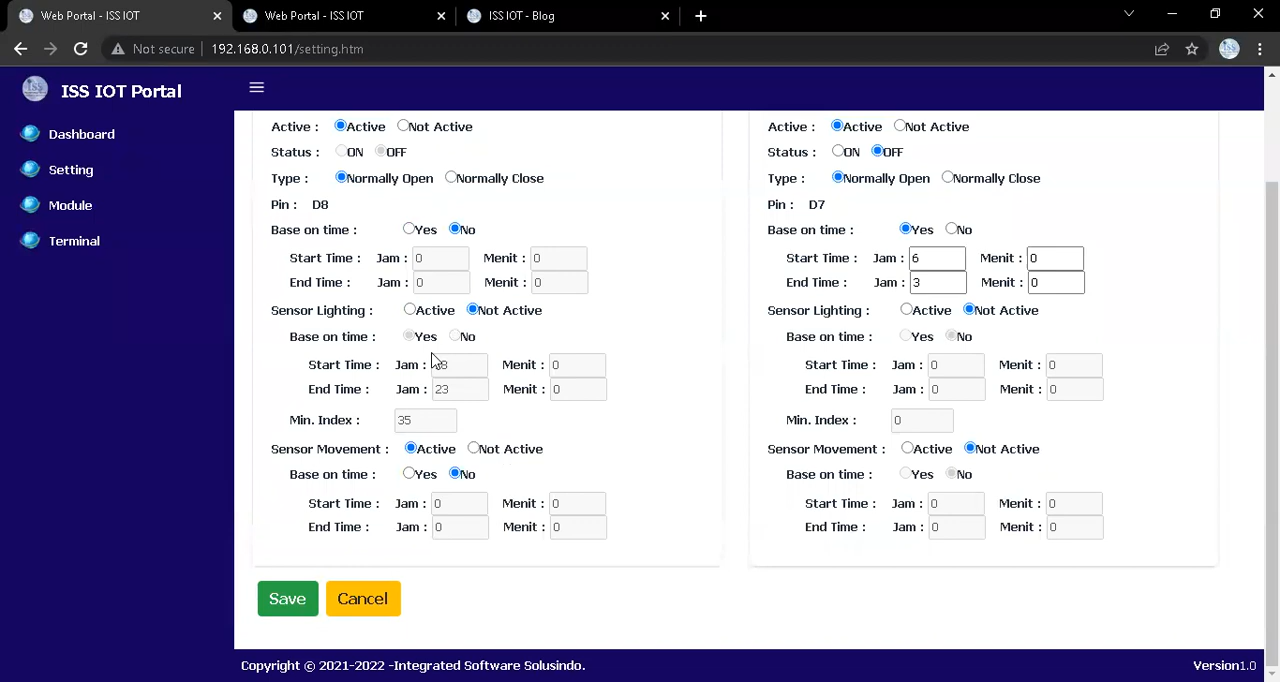 Web Portal - ISS IOT
Web Portal - ISS IOT
ISS IOT - Blog
Not secure
192.168.0.101/setting.htm
ISS IOT Portal
Dashboard
Setting
Module
Terminal
Active : Active Not Active
Status : ON OFF
Type : Normally Open Normally Close
Pin : D8
Base on time : Yes No
Start Time : Jam : 0 Menit : 0
End Time : Jam : 0 Menit : 0
Sensor Lighting : Active Not Active
Base on time : Yes No
Start Time : Jam : Menit : 0
End Time : Jam : 23 Menit : 0
Min. Index : 35
Sensor Movement : Active Not Active
Base on time : Yes No
Start Time : Jam : 0 Menit : 0
End Time : Jam : 0 Menit : 0
Active : Active Not Active
Status : ON OFF
Type : Normally Open Normally Close
Pin : D7
Base on time : Yes No
Start Time : Jam : 6 Menit : 0
End Time : Jam : 3 Menit : 0
Sensor Lighting : Active Not Active
Base on time : Yes No
Start Time : Jam : 0 Menit : 0
End Time : Jam : 0 Menit : 0
Min. Index : 0
Sensor Movement : Active Not Active
Base on time : Yes No
Start Time : Jam : 0 Menit : 0
End Time : Jam : 0 Menit : 0
Save
Cancel
Copyright © 2021-2022 -Integrated Software Solusindo.
Version1.0